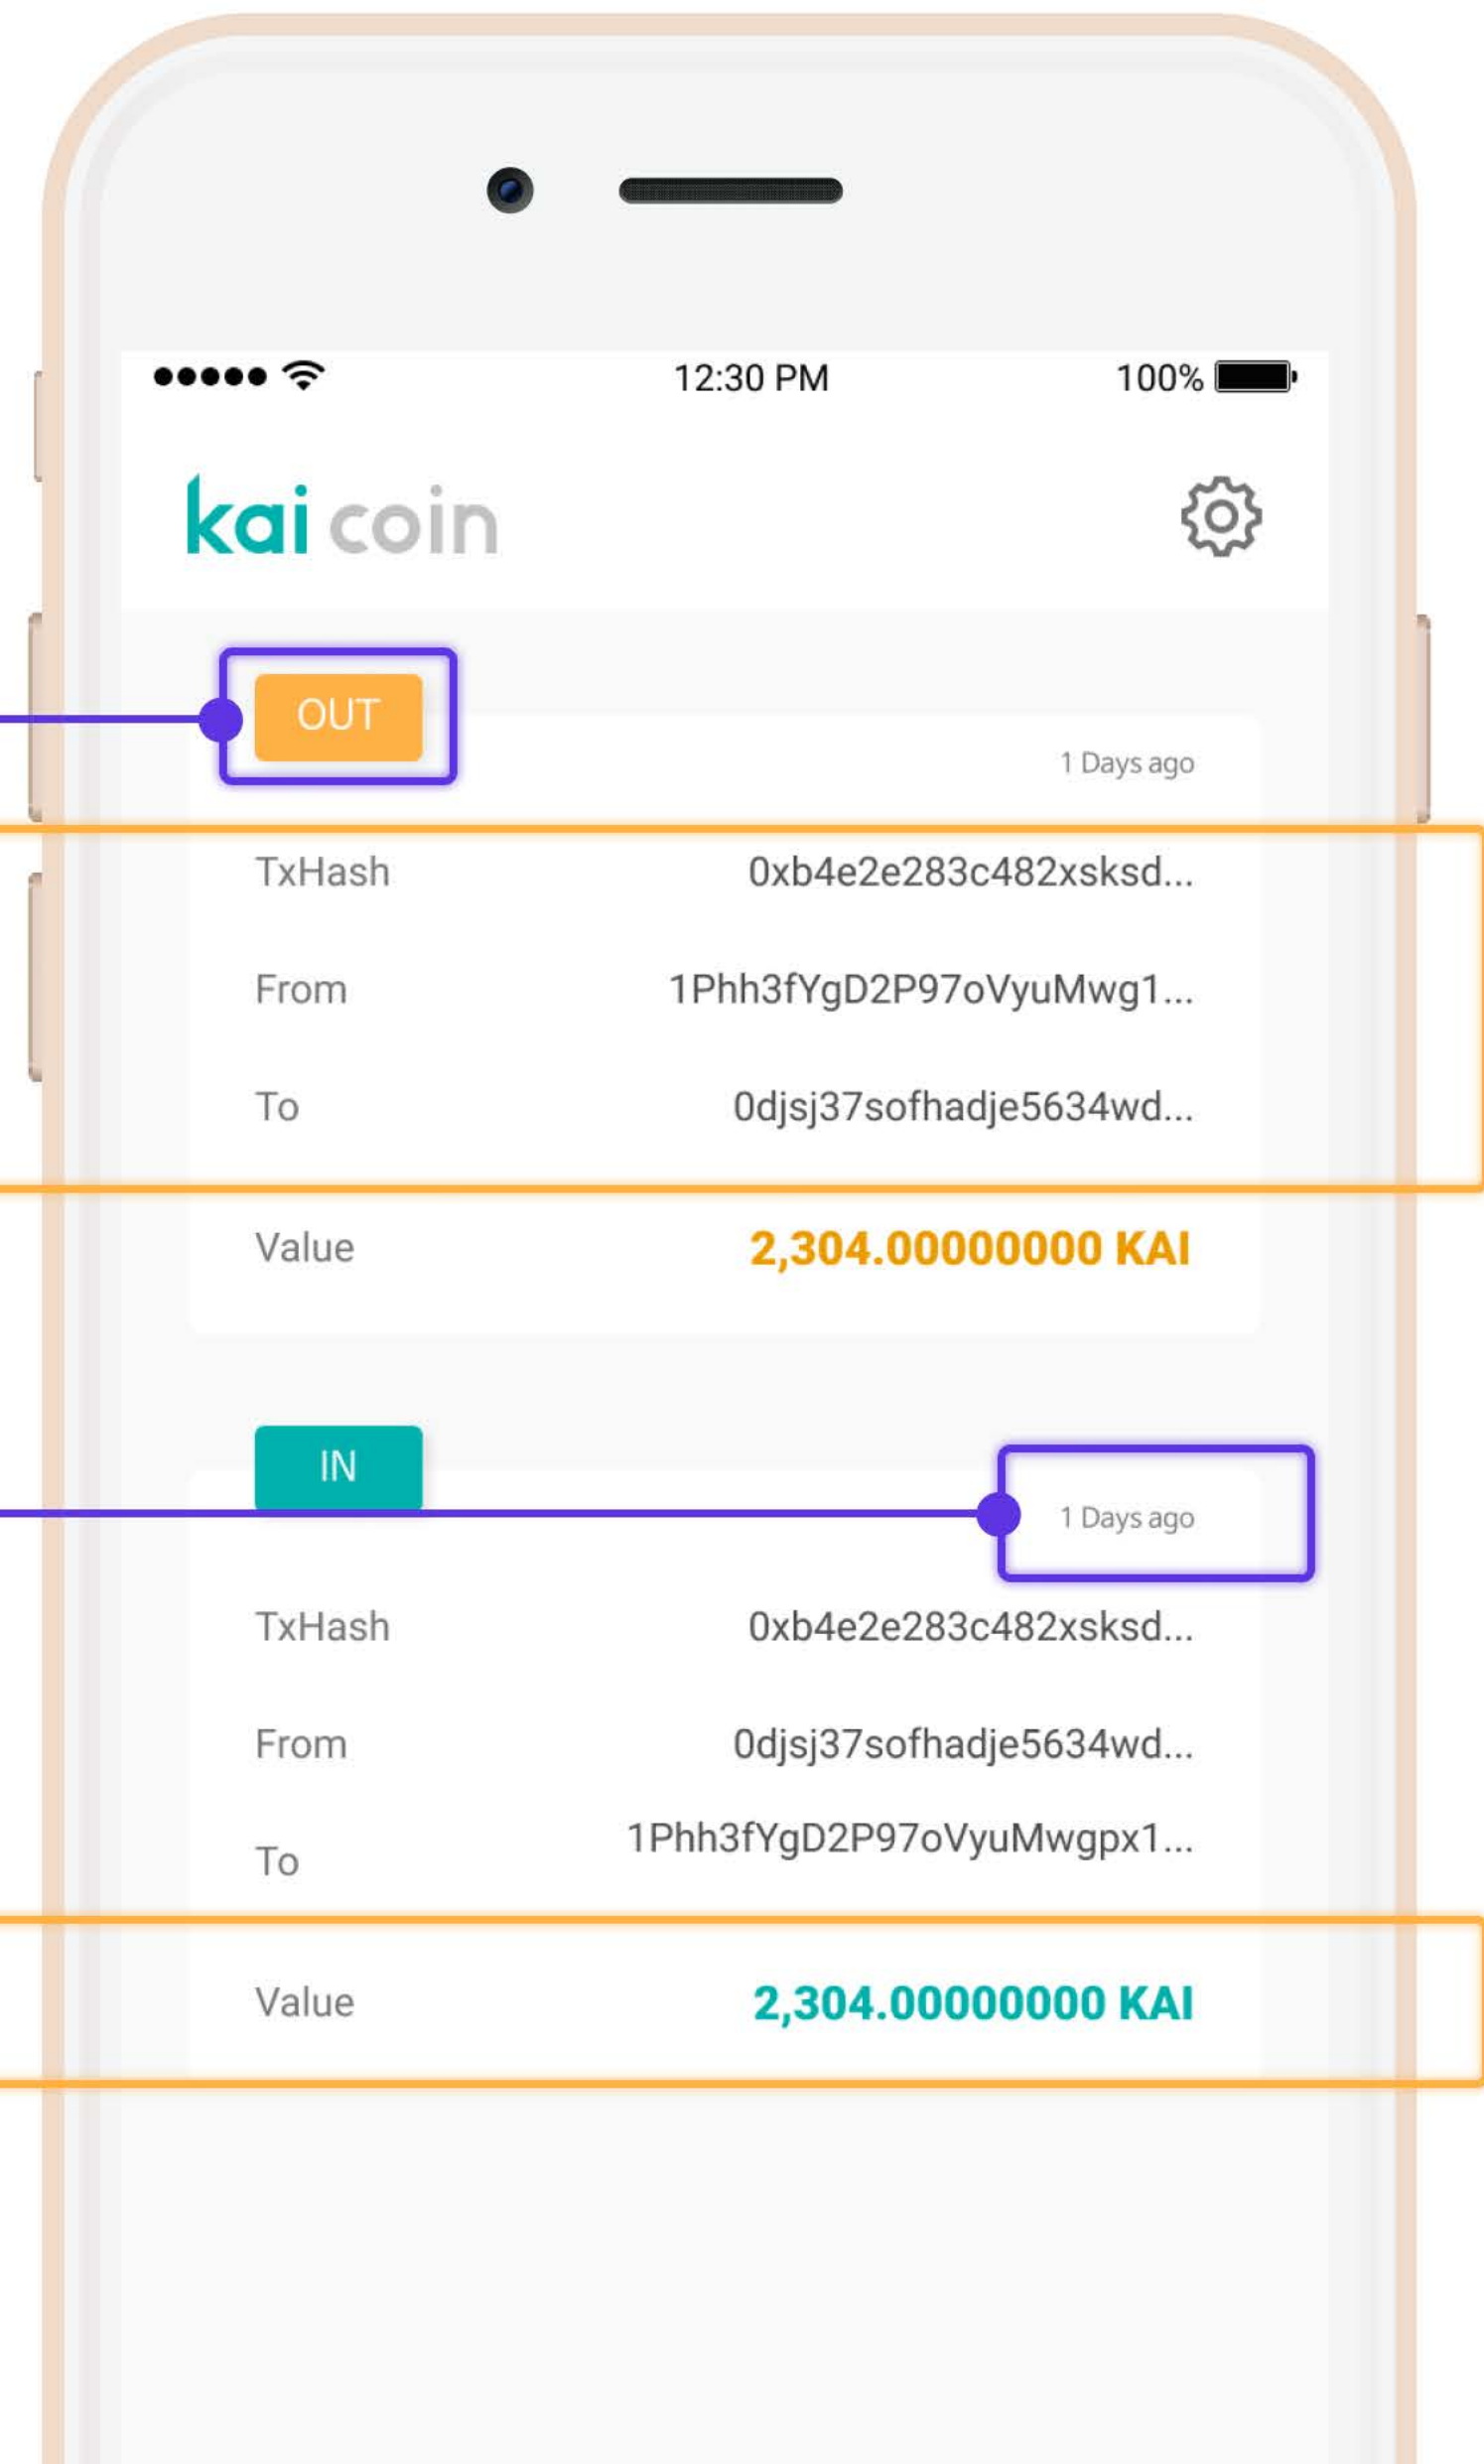 12:30 PM 100%
kai coin
OUT
1 Days ago
TxHash 0xb4e2e283c482xsksd...
From 1Phh3fYgD2P97oVyuMwg1...
To 0djsj37sofhadje5634wd...
Value 2,304.00000000 KAI
IN
1 Days ago
TxHash 0xb4e2e283c482xsksd...
From 0djsj37sofhadje5634wd...
To 1Phh3fYgD2P97oVyuMwgpx1...
Value 2,304.00000000 KAI